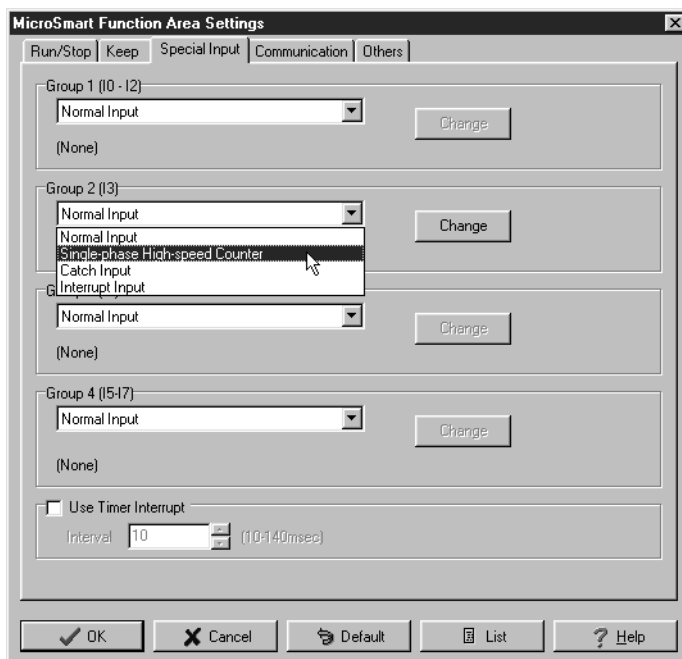 MicroSmart Function Area Settings
Run/Stop Keep Special Input Communication Others
Group 1 (I0 - I2)
Normal Input
Change
(None)
Group 2 (I3)
Normal Input
Change
Normal Input
Single-phase High-speed Counter
Catch Input
Interrupt Input
Normal Input
Change
(None)
Group 4 (I5-I7)
Normal Input
Change
(None)
Use Timer Interrupt
Interval 10 (10-140msec)
OK Cancel Default List Help